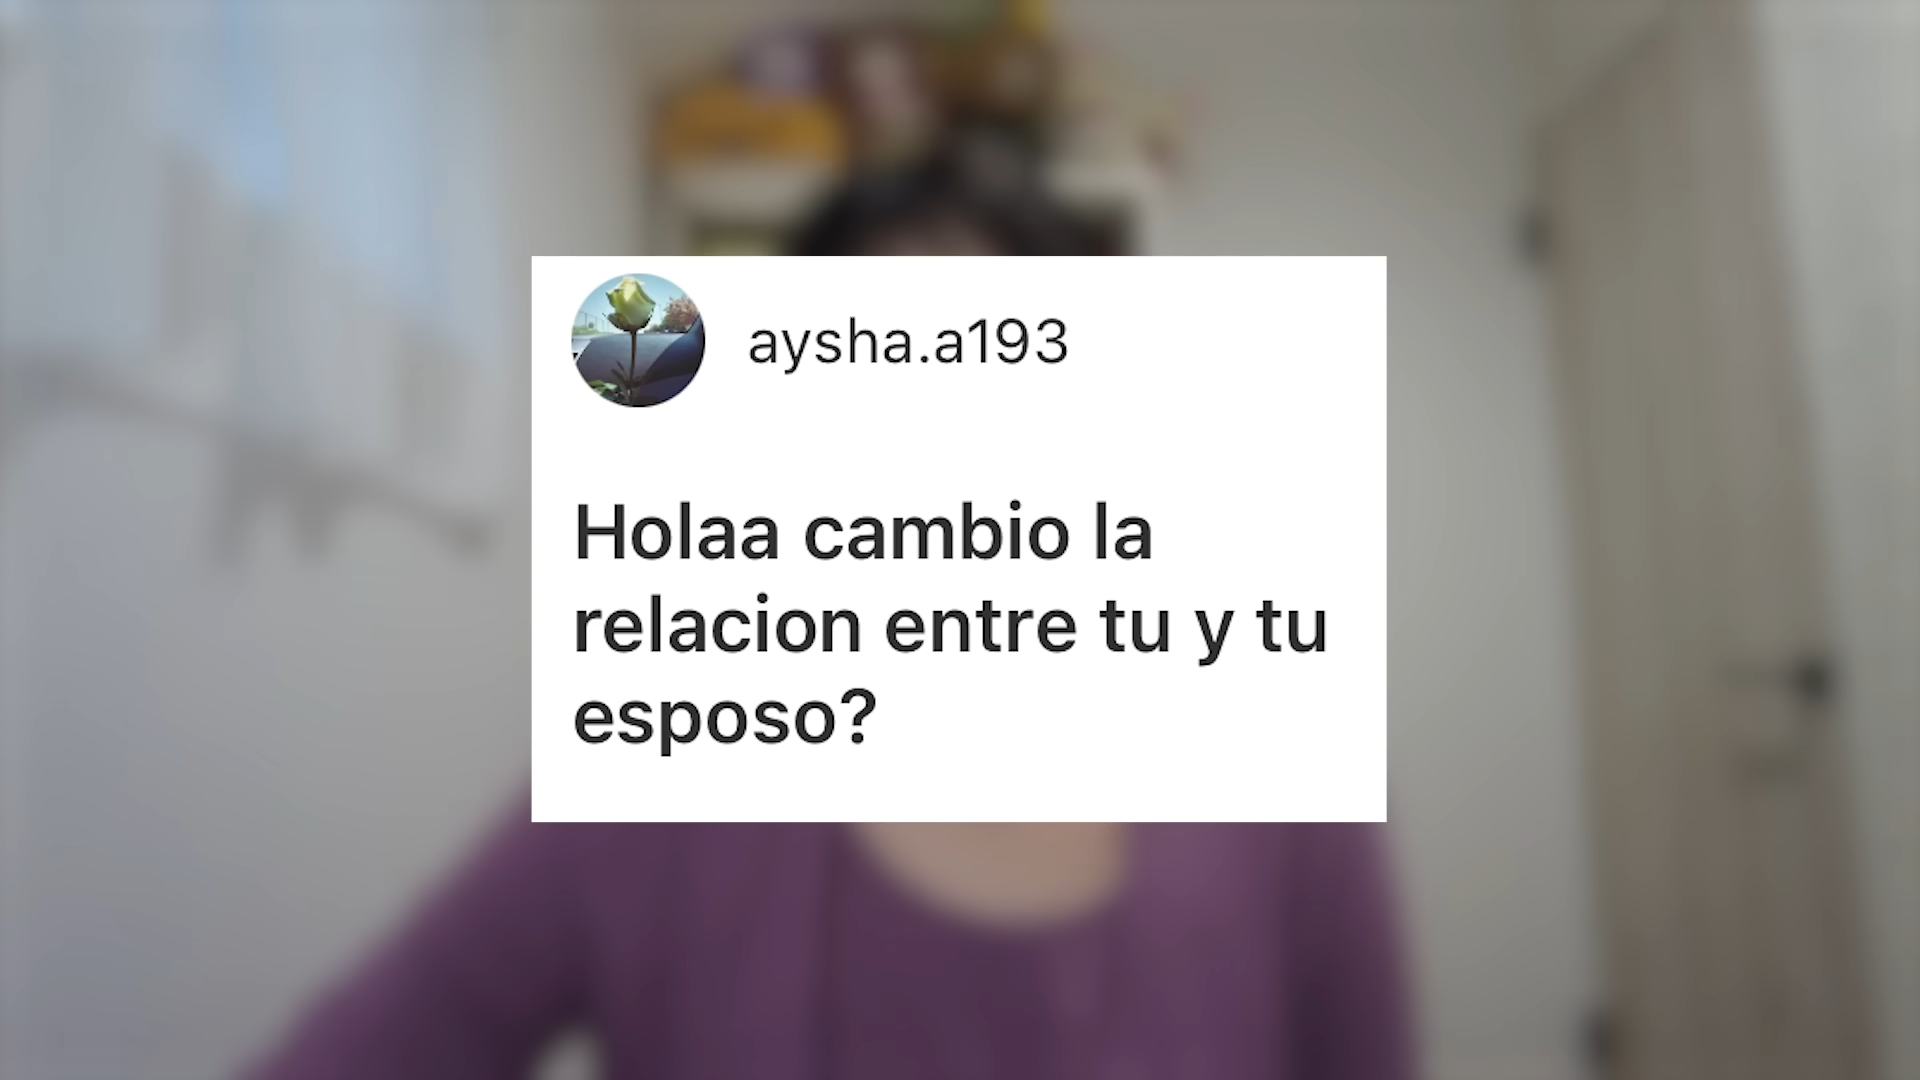 aysha.a193
Holaa cambio la
relacion entre tu y tu
esposo?